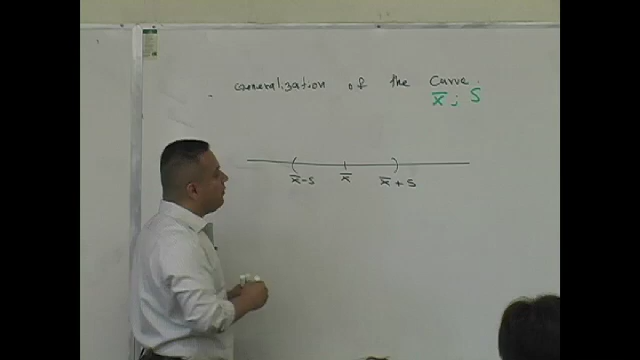 Generalization of the Curve.
x̄ ; S
( )
x̄-s x̄ x̄+s